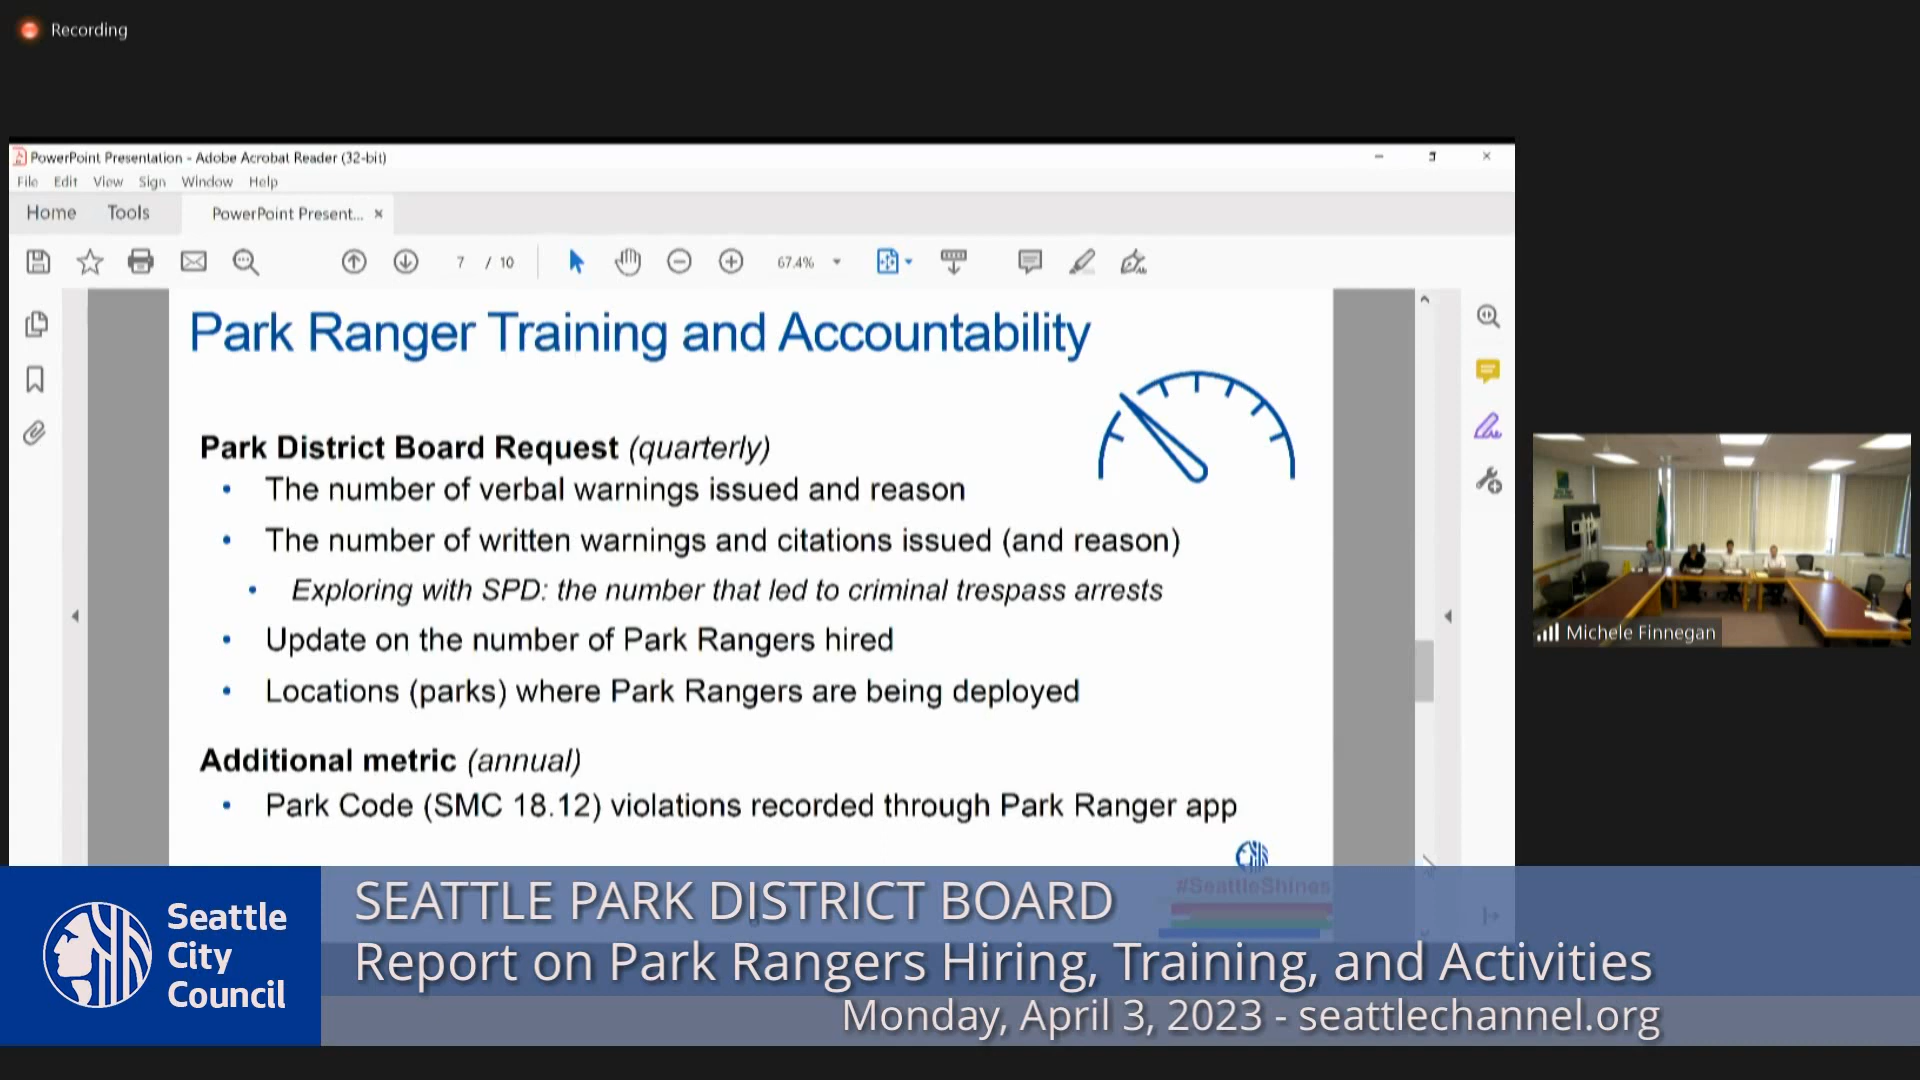 Recording
PowerPoint Presentation - Adobe Acrobat Reader (32-bit)
File Edit View Sign Window Help
Home Tools PowerPoint Present... ×
7 / 10 67.4%
Park Ranger Training and Accountability
Park District Board Request (quarterly)
• The number of verbal warnings issued and reason
• The number of written warnings and citations issued (and reason)
• Exploring with SPD: the number that led to criminal trespass arrests
• Update on the number of Park Rangers hired
• Locations (parks) where Park Rangers are being deployed
Additional metric (annual)
• Park Code (SMC 18.12) violations recorded through Park Ranger app
#SeattleShines
Michele Finnegan
Seattle
City
Council
SEATTLE PARK DISTRICT BOARD
Report on Park Rangers Hiring, Training, and Activities
Monday, April 3, 2023 - seattlechannel.org